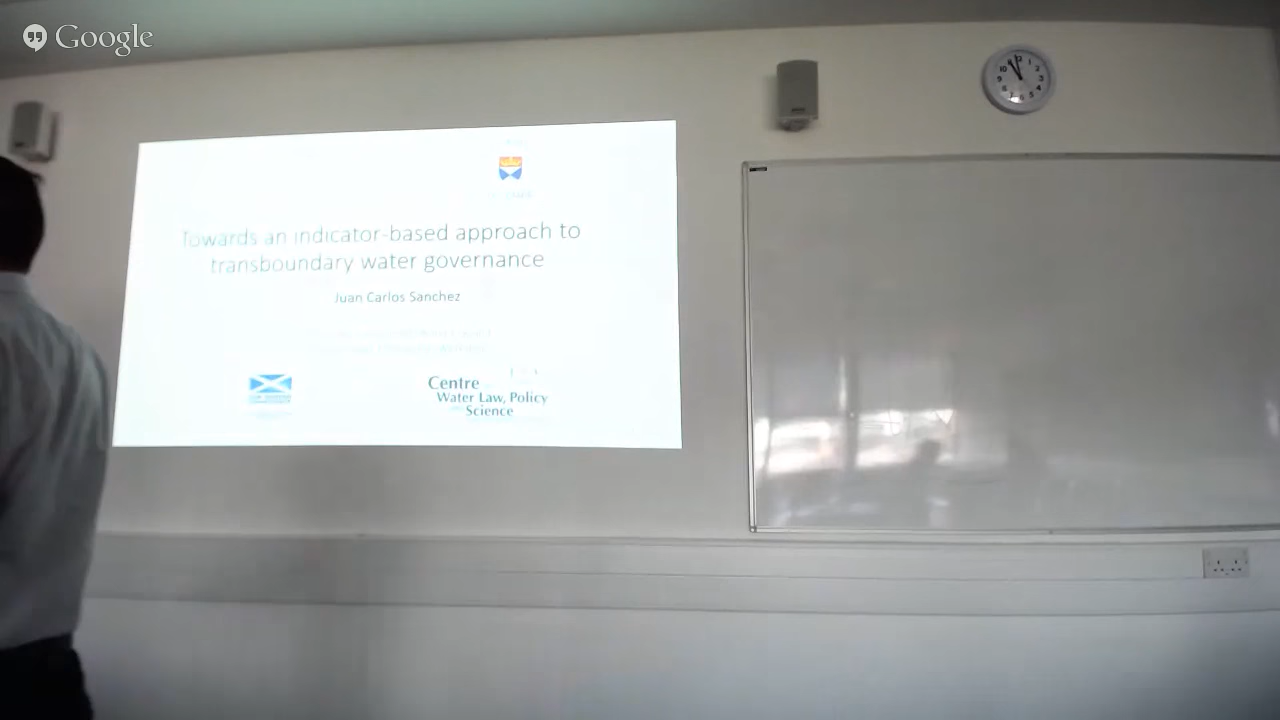 Google
Towards an indicator-based approach to
transboundary water governance
Juan Carlos Sanchez
Centre
Water Law, Policy
Science